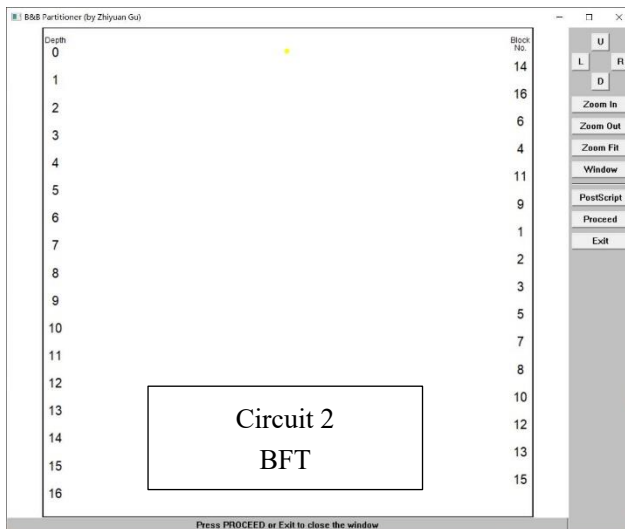 B&B Partitioner (by Zhiyuan Gu)
Depth
Block
No.
0
14
1
16
2
6
3
4
4
11
5
9
6
1
7
2
8
3
9
5
10
7
11
8
12
10
13
12
14
13
15
15
16
Circuit 2
BFT
U
L R
D
Zoom In
Zoom Out
Zoom Fit
Window
PostScript
Proceed
Exit
Press PROCEED or Exit to close the window